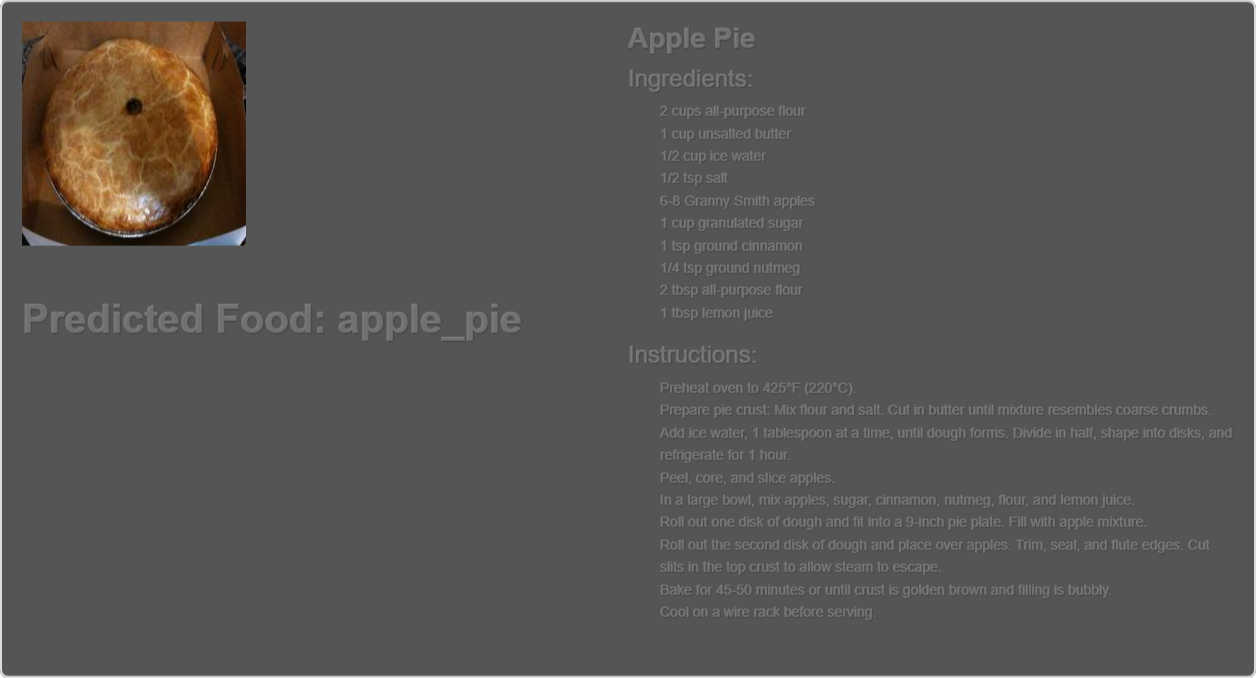 Predicted Food: apple_pie
Apple Pie
Ingredients:
2 cups all-purpose flour
1 cup unsalted butter
1/2 cup ice water
1/2 tsp salt
6-8 Granny Smith apples
1 cup granulated sugar
1 tsp ground cinnamon
1/4 tsp ground nutmeg
2 tbsp all-purpose flour
1 tbsp lemon juice
Instructions:
Preheat oven to 425°F (220°C).
Prepare pie crust: Mix flour and salt. Cut in butter until mixture resembles coarse crumbs.
Add ice water, 1 tablespoon at a time, until dough forms. Divide in half, shape into disks, and
refrigerate for 1 hour.
Peel, core, and slice apples.
In a large bowl, mix apples, sugar, cinnamon, nutmeg, flour, and lemon juice.
Roll out one disk of dough and fit into a 9-inch pie plate. Fill with apple mixture.
Roll out the second disk of dough and place over apples. Trim, seal, and flute edges. Cut
slits in the top crust to allow steam to escape.
Bake for 45-50 minutes or until crust is golden brown and filling is bubbly.
Cool on a wire rack before serving.